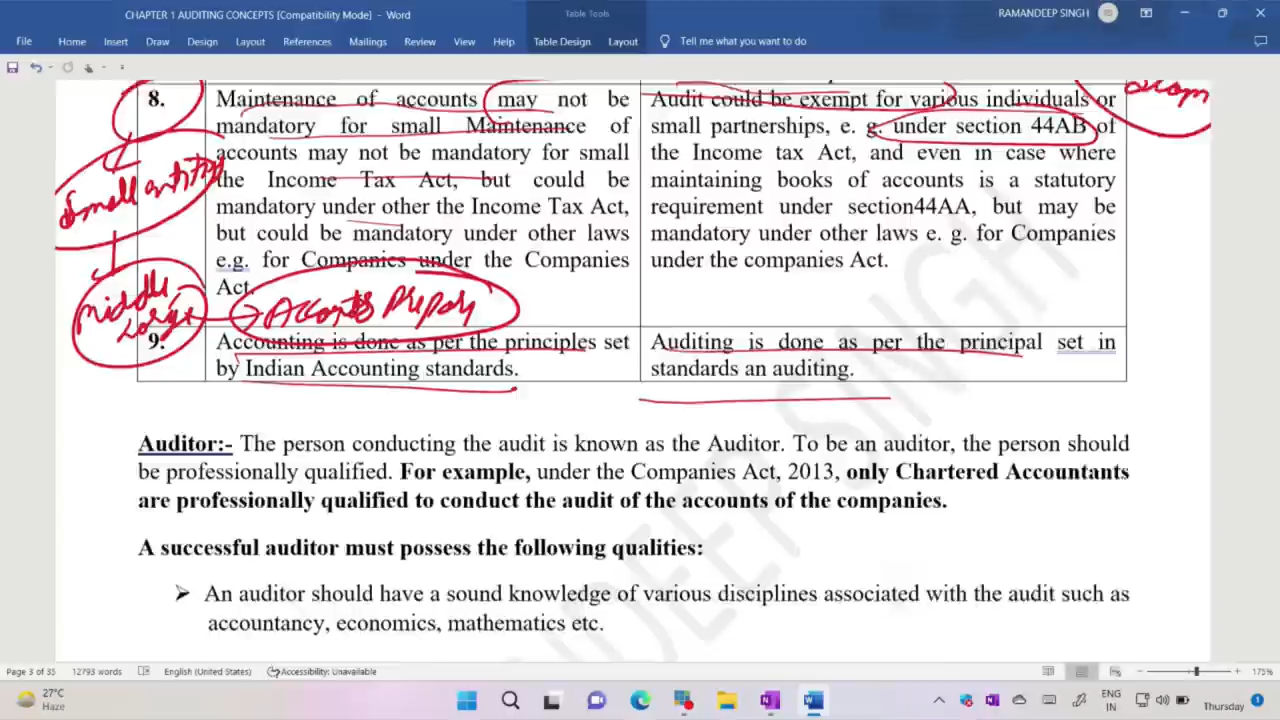 CHAPTER 1 AUDITING CONCEPTS [Compatibility Mode] - Word
Table Tools
RAMANDEEP SINGH
File Home Insert Draw Design Layout References Mailings Review View Help Table Design Layout Tell me what you want to do
8.
Maintenance of accounts may not be
mandatory for small Maintenance of
accounts may not be mandatory for small
the Income Tax Act, but could be
mandatory under other the Income Tax Act,
but could be mandatory under other laws
e.g. for Companies under the Companies
Act.
Audit could be exempt for various individuals or
small partnerships, e. g. under section 44AB of
the Income tax Act, and even in case where
maintaining books of accounts is a statutory
requirement under section44AA, but may be
mandatory under other laws e. g. for Companies
under the companies Act.
Small entity
Middle
Large
Accounts Prepare
9.
Accounting is done as per the principles set
by Indian Accounting standards.
Auditing is done as per the principal set in
standards an auditing.
Auditor:- The person conducting the audit is known as the Auditor. To be an auditor, the person should
be professionally qualified. For example, under the Companies Act, 2013, only Chartered Accountants
are professionally qualified to conduct the audit of the accounts of the companies.
A successful auditor must possess the following qualities:
➢ An auditor should have a sound knowledge of various disciplines associated with the audit such as
accountancy, economics, mathematics etc.
DEEP SINGH
Page 3 of 35 12793 words English (United States) Accessibility: Unavailable 175%
27°C
Haze
ENG
IN
Thursday
1